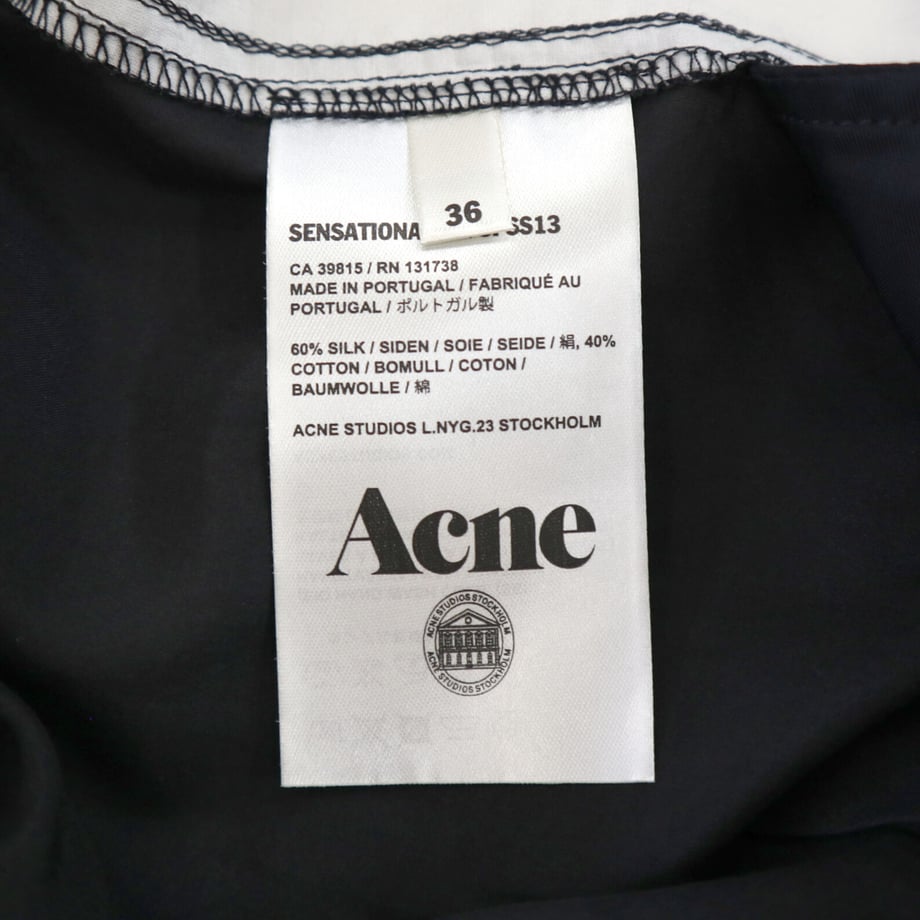 36
SS13
CA 39815 / RN 131738
MADE IN PORTUGAL / FABRIQUÉ AU
PORTUGAL / ポルトガル製
60% SILK / SIDEN / SOIE / SEIDE / 絹, 40%
COTTON / BOMULL / COTON /
BAUMWOLLE / 綿
ACNE STUDIOS L.NYG.23 STOCKHOLM
Acne
ACNE STUDIOS STOCKHOLM
ACNE STUDIOS STOCKHOLM